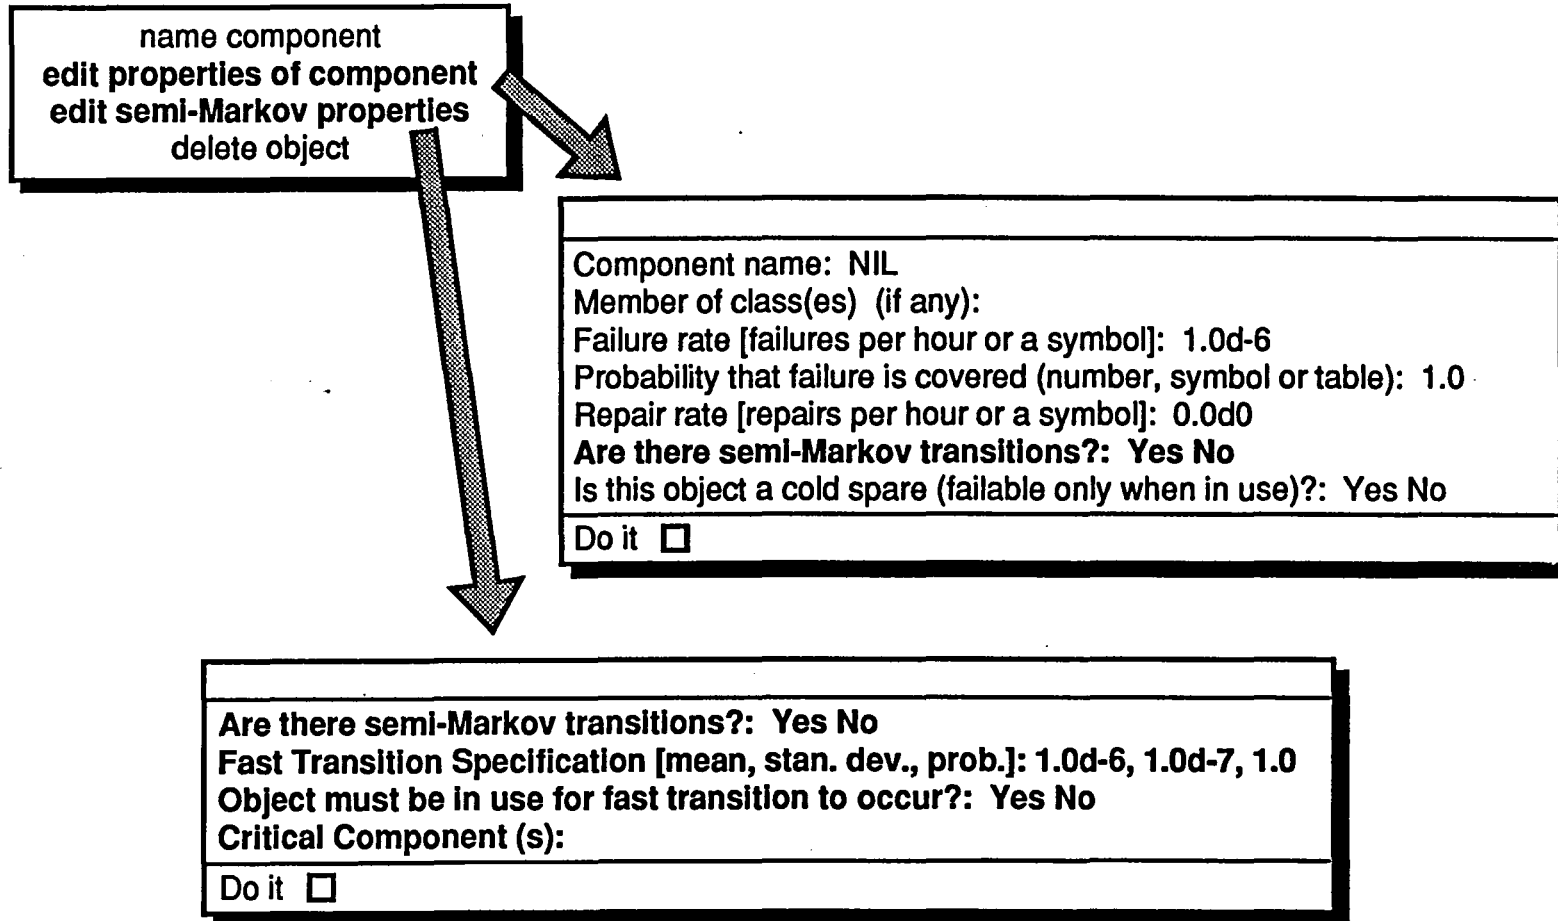 name component
edit properties of component
edit semi-Markov properties
delete object
Component name: NIL
Member of class(es) (if any):
Failure rate [failures per hour or a symbol]: 1.0d-6
Probability that failure is covered (number, symbol or table): 1.0
Repair rate [repairs per hour or a symbol]: 0.0d0
Are there semi-Markov transitions?: Yes No
Is this object a cold spare (failable only when in use)?: Yes No
Do it
Are there semi-Markov transitions?: Yes No
Fast Transition Specification [mean, stan. dev., prob.]: 1.0d-6, 1.0d-7, 1.0
Object must be in use for fast transition to occur?: Yes No
Critical Component (s):
Do it